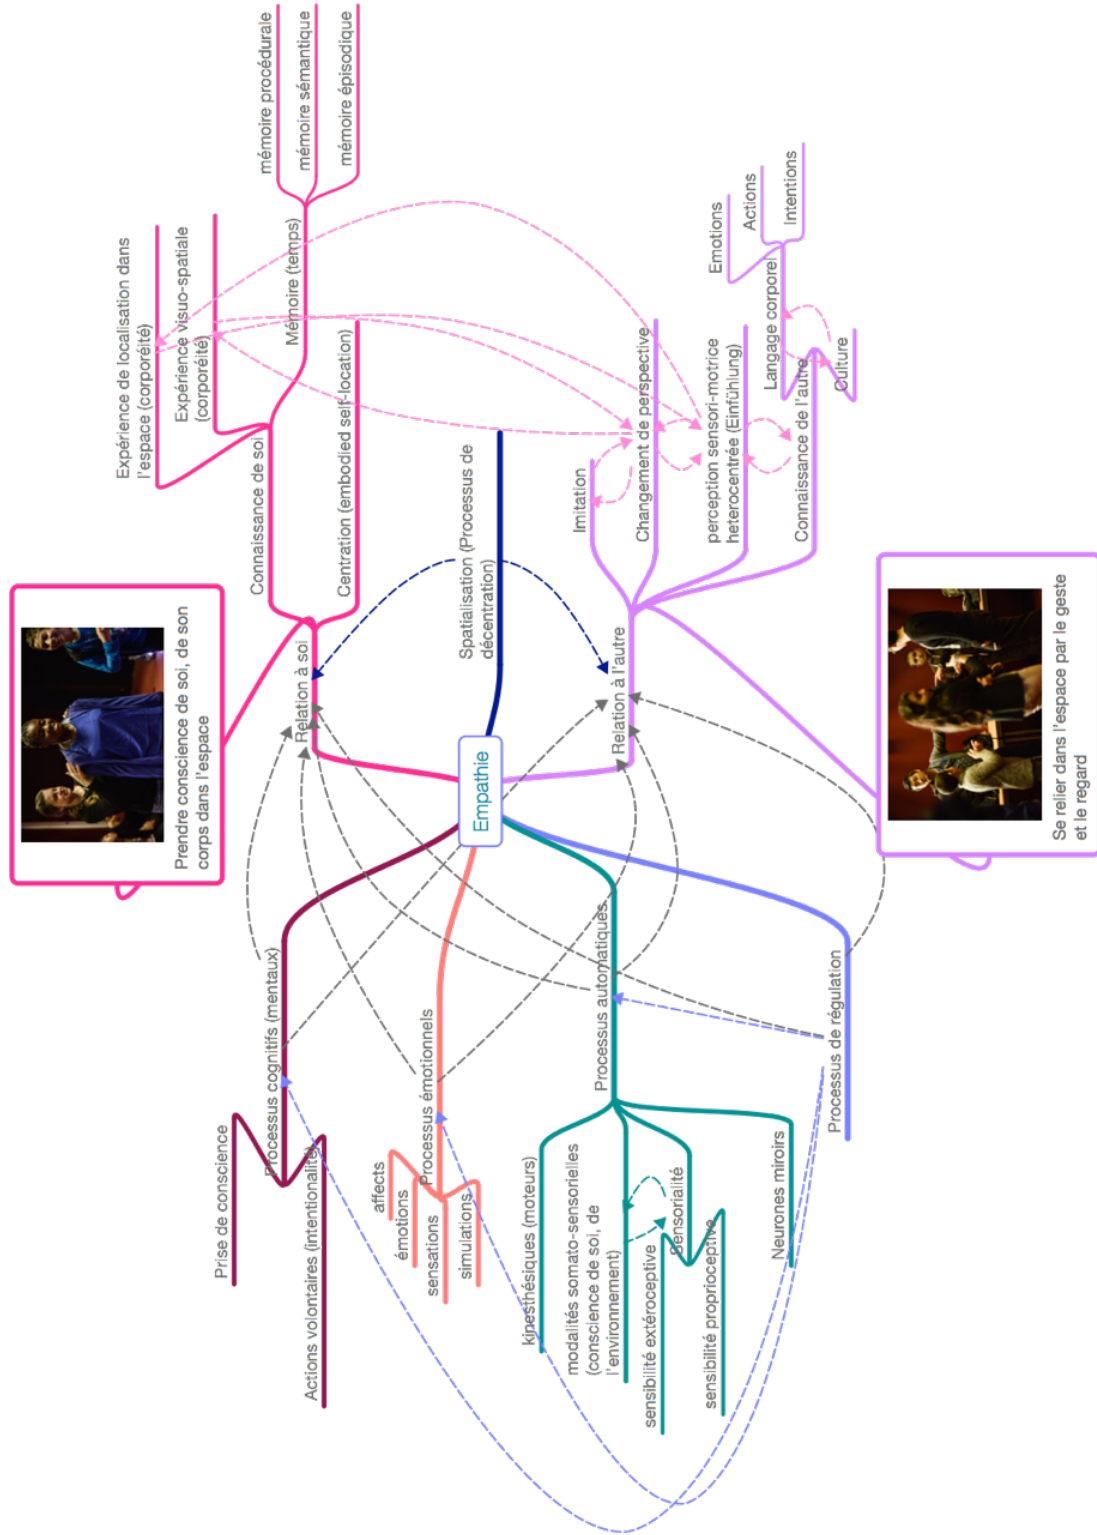 Prendre conscience de soi, de son
corps dans l'espace
Prise de conscience
Processus cognitifs (mentaux)
Actions volontaires (intentionalité)
affects
émotions
Processus émotionnels
sensations
simulations
kinesthésiques (moteurs)
modalités somato-sensorielles
(conscience de soi, de
l'environnement)
Processus automatiques
sensibilité extéroceptive
Sensorialité
sensibilité proprioceptive
Neurones miroirs
Processus de régulation
Empathie
Relation à soi
Connaissance de soi
Expérience de localisation dans
l'espace (corporéité)
Expérience visuo-spatiale
(corporéité)
Mémoire (temps)
mémoire procédurale
mémoire sémantique
mémoire épisodique
Centration (embodied self-location)
Spatialisation (Processus de
décentration)
Relation à l'autre
Imitation
Changement de perspective
perception sensori-motrice
heterocentrée (Einfühlung)
Connaissance de l'autre
Langage corporel
Emotions
Actions
Intentions
Culture
Se relier dans l'espace par le geste
et le regard